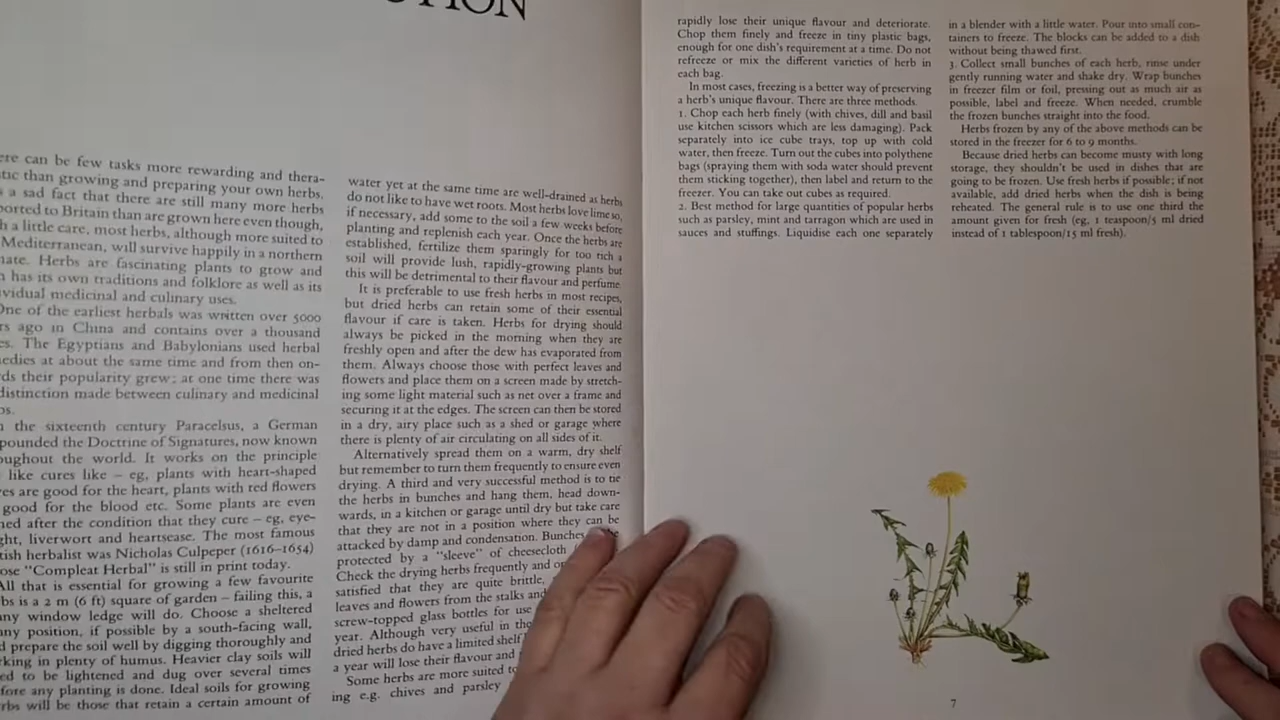 ere can be few tasks more rewarding and thera-
tic than growing and preparing your own herbs.
s a sad fact that there are still many more herbs
ported to Britain than are grown here even though,
h a little care, most herbs, although more suited to
Mediterranean, will survive happily in a northern
mate. Herbs are fascinating plants to grow and
h has its own traditions and folklore as well as its
ividual medicinal and culinary uses.
One of the earliest herbals was written over 5000
rs ago in China and contains over a thousand
es. The Egyptians and Babylonians used herbal
edies at about the same time and from then on-
ds their popularity grew; at one time there was
distinction made between culinary and medicinal
bs.
n the sixteenth century Paracelsus, a German
pounded the Doctrine of Signatures, now known
oughout the world. It works on the principle
like cures like – eg, plants with heart-shaped
es are good for the heart, plants with red flowers
good for the blood etc. Some plants are even
ned after the condition that they cure – eg, eye-
ght, liverwort and heartsease. The most famous
tish herbalist was Nicholas Culpeper (1616–1654)
ose "Compleat Herbal" is still in print today.
All that is essential for growing a few favourite
bs is a 2 m (6 ft) square of garden – failing this, a
ny window ledge will do. Choose a sheltered
ny position, if possible by a south-facing wall,
d prepare the soil well by digging thoroughly and
rking in plenty of humus. Heavier clay soils will
ed to be lightened and dug over several times
fore any planting is done. Ideal soils for growing
rbs will be those that retain a certain amount of
water yet at the same time are well-drained as herbs
do not like to have wet roots. Most herbs love lime so,
if necessary, add some to the soil a few weeks before
planting and replenish each year. Once the herbs are
established, fertilize them sparingly for too rich a
soil will provide lush, rapidly-growing plants but
this will be detrimental to their flavour and perfume
It is preferable to use fresh herbs in most recipes,
but dried herbs can retain some of their essential
flavour if care is taken. Herbs for drying should
always be picked in the morning when they are
freshly open and after the dew has evaporated from
them. Always choose those with perfect leaves and
flowers and place them on a screen made by stretch-
ing some light material such as net over a frame and
securing it at the edges. The screen can then be stored
in a dry, airy place such as a shed or garage where
there is plenty of air circulating on all sides of it.
Alternatively spread them on a warm, dry shelf
but remember to turn them frequently to ensure even
drying. A third and very successful method is to tie
the herbs in bunches and hang them, head down-
wards, in a kitchen or garage until dry but take care
that they are not in a position where they can be
attacked by damp and condensation. Bunches
protected by a "sleeve" of cheesecloth
Check the drying herbs frequently and
satisfied that they are quite brittle,
leaves and flowers from the stalks and
screw-topped glass bottles for use
year. Although very useful in the
dried herbs do have a limited shelf
a year will lose their flavour and
Some herbs are more suited to
ing e.g. chives and parsley
rapidly lose their unique flavour and deteriorate.
Chop them finely and freeze in tiny plastic bags,
enough for one dish's requirement at a time. Do not
refreeze or mix the different varieties of herb in
each bag.
In most cases, freezing is a better way of preserving
a herb's unique flavour. There are three methods.
1. Chop each herb finely (with chives, dill and basil
use kitchen scissors which are less damaging). Pack
separately into ice cube trays, top up with cold
water, then freeze. Turn out the cubes into polythene
bags (spraying them with soda water should prevent
them sticking together), then label and return to the
freezer. You can take out cubes as required.
2. Best method for large quantities of popular herbs
such as parsley, mint and tarragon which are used in
sauces and stuffings. Liquidise each one separately
in a blender with a little water. Pour into small con-
tainers to freeze. The blocks can be added to a dish
without being thawed first.
3. Collect small bunches of each herb, rinse under
gently running water and shake dry. Wrap bunches
in freezer film or foil, pressing out as much air as
possible, label and freeze. When needed, crumble
the frozen bunches straight into the food.
Herbs frozen by any of the above methods can be
stored in the freezer for 6 to 9 months.
Because dried herbs can become musty with long
storage, they shouldn't be used in dishes that are
going to be frozen. Use fresh herbs if possible; if not
available, add dried herbs when the dish is being
reheated. The general rule is to use one third the
amount given for fresh (eg, 1 teaspoon/5 ml dried
instead of 1 tablespoon/15 ml fresh).
7